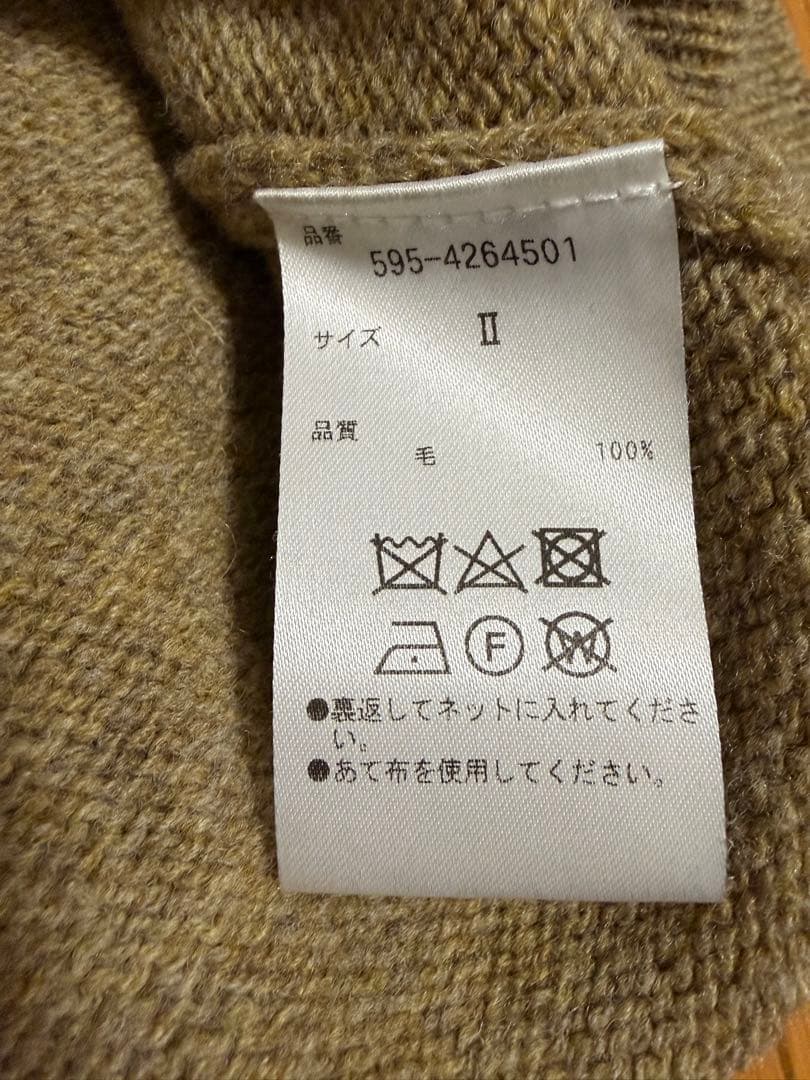 品番
595-4264501
サイズ Ⅱ
品質
毛 100%
F W
●裏返してネットに入れてくださ
い。
●あて布を使用してください。